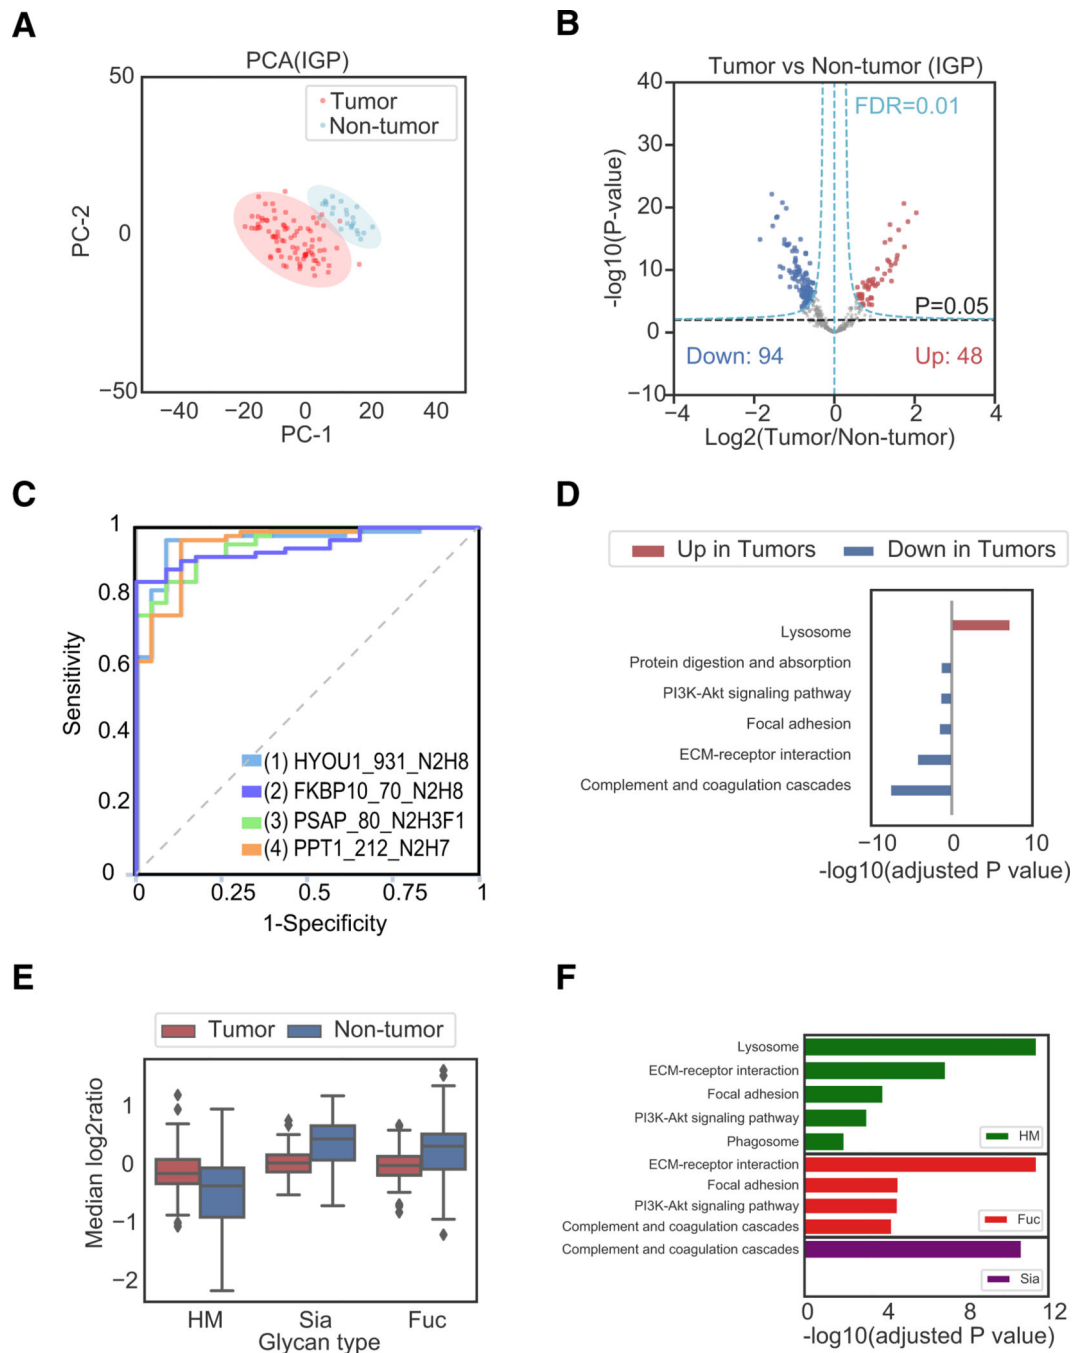 A
PCA(IGP)
50
Tumor
Non-tumor
PC-2
0
−50
−40 −20 0 20 40
PC-1
B
Tumor vs Non-tumor (IGP)
40
FDR=0.01
30
-log10(P-value)
20
10
P=0.05
0
Down: 94
Up: 48
−10
−4 −2 0 2 4
Log2(Tumor/Non-tumor)
C
1
0.8
0.6
Sensitivity
0.4
0.2
0
(1) HYOU1_931_N2H8
(2) FKBP10_70_N2H8
(3) PSAP_80_N2H3F1
(4) PPT1_212_N2H7
0 0.25 0.5 0.75 1
1-Specificity
D
Up in Tumors Down in Tumors
Lysosome
Protein digestion and absorption
PI3K-Akt signaling pathway
Focal adhesion
ECM-receptor interaction
Complement and coagulation cascades
−10 0 10
-log10(adjusted P value)
E
Tumor Non-tumor
Median log2ratio
1
0
−1
−2
HM Sia Fuc
Glycan type
F
Lysosome
ECM-receptor interaction
Focal adhesion
PI3K-Akt signaling pathway
Phagosome
HM
ECM-receptor interaction
Focal adhesion
PI3K-Akt signaling pathway
Complement and coagulation cascades
Fuc
Complement and coagulation cascades
Sia
0 4 8 12
-log10(adjusted P value)